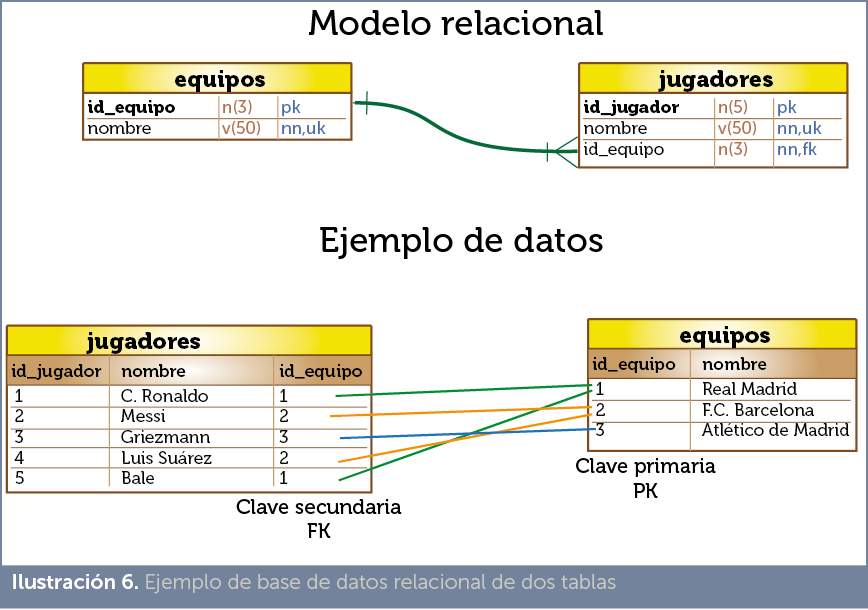 Modelo relacional
equipos
id_equipo n(3) pk
nombre v(50) nn,uk
jugadores
id_jugador n(5) pk
nombre v(50) nn,uk
id_equipo n(3) nn,fk
Ejemplo de datos
jugadores
id_jugador nombre id_equipo
1 C. Ronaldo 1
2 Messi 2
3 Griezmann 3
4 Luis Suárez 2
5 Bale 1
Clave secundaria
FK
equipos
id_equipo nombre
1 Real Madrid
2 F.C. Barcelona
3 Atlético de Madrid
Clave primaria
PK
Ilustración 6. Ejemplo de base de datos relacional de dos tablas